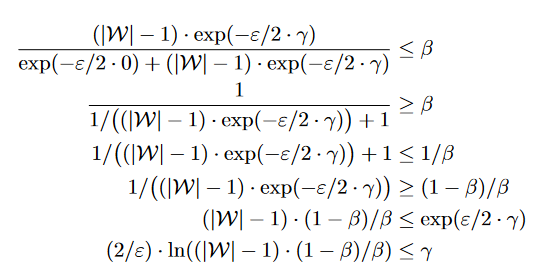 (|𝒲| − 1) · exp(−ε/2 · γ)
exp(−ε/2 · 0) + (|𝒲| − 1) · exp(−ε/2 · γ) ≤ β
1
1/((|𝒲| − 1) · exp(−ε/2 · γ)) + 1 ≥ β
1/((|𝒲| − 1) · exp(−ε/2 · γ)) + 1 ≤ 1/β
1/((|𝒲| − 1) · exp(−ε/2 · γ)) ≥ (1 − β)/β
(|𝒲| − 1) · (1 − β)/β ≤ exp(ε/2 · γ)
(2/ε) · ln((|𝒲| − 1) · (1 − β)/β) ≤ γ